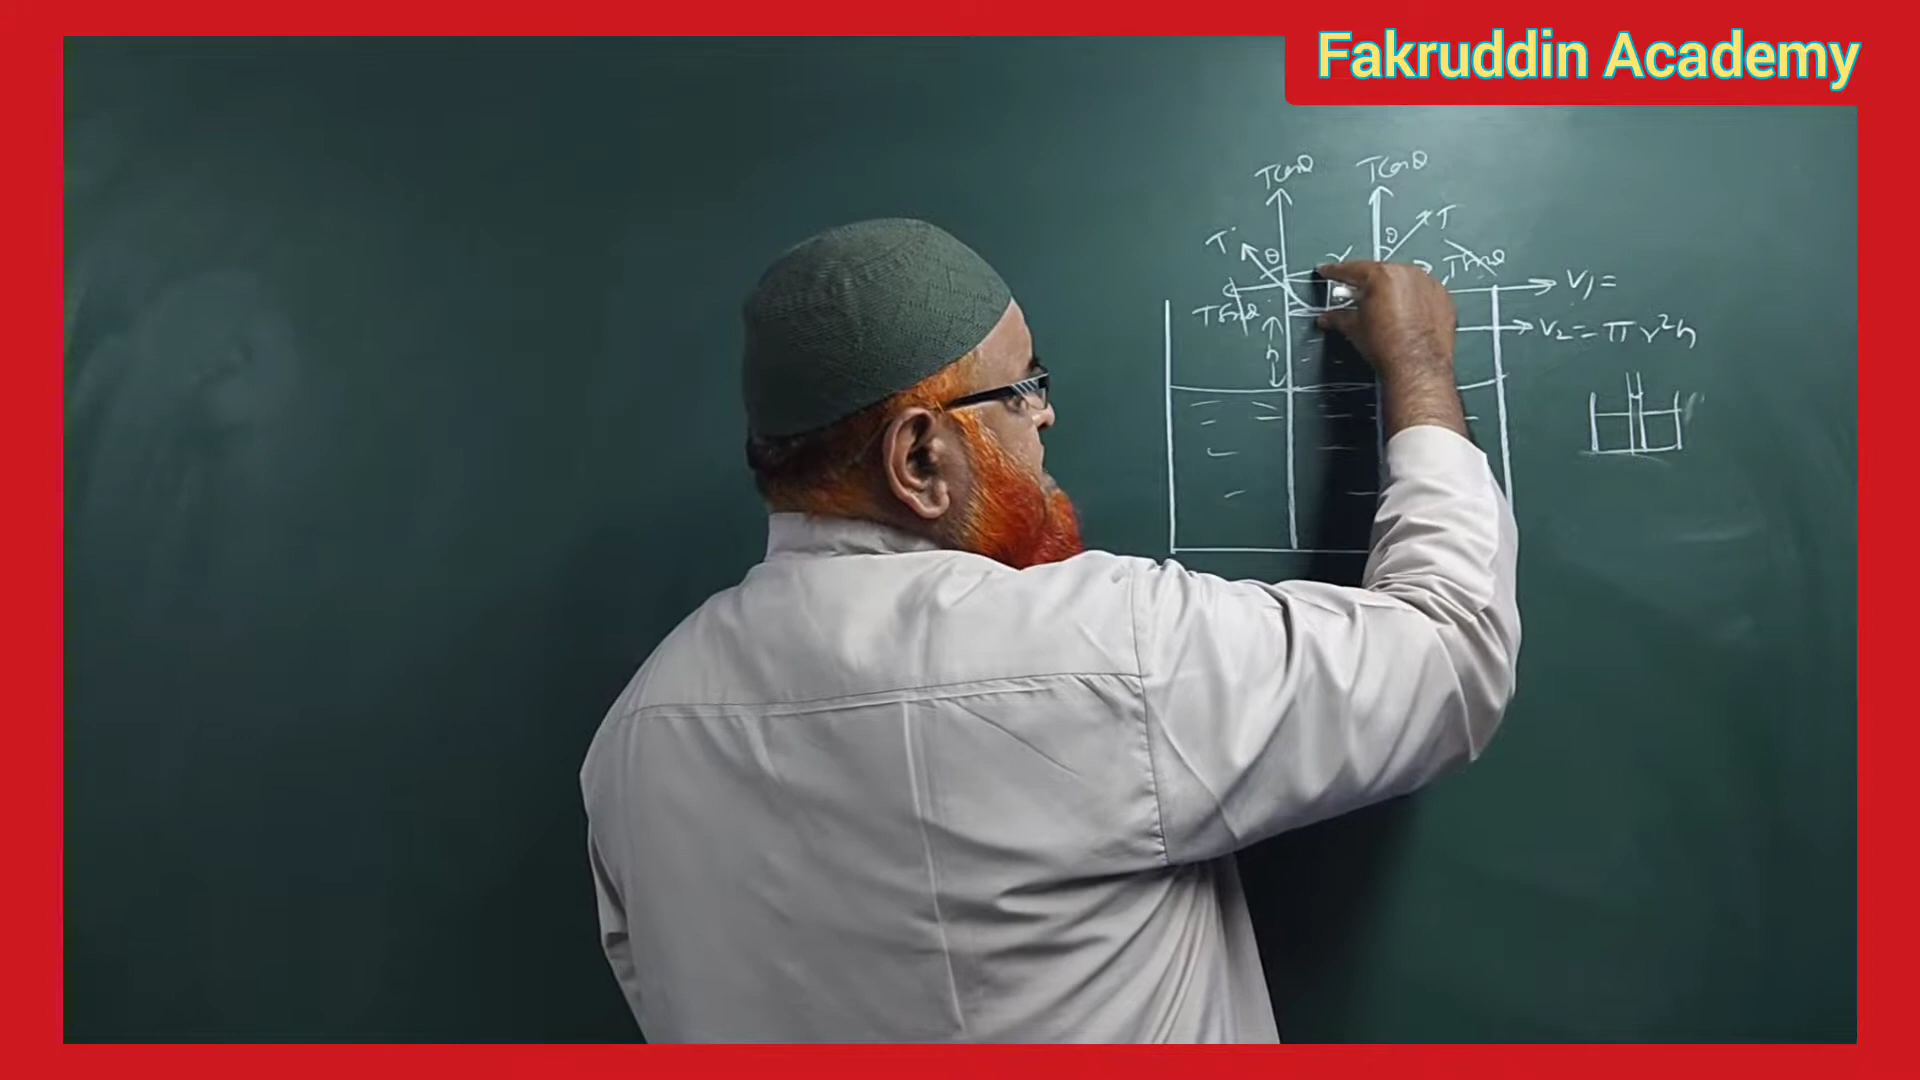 Fakruddin Academy
Tcosθ Tcosθ
T θ θ T
r
Tsinθ
V₁ =
Tsinθ
V₂ = πr²h
h